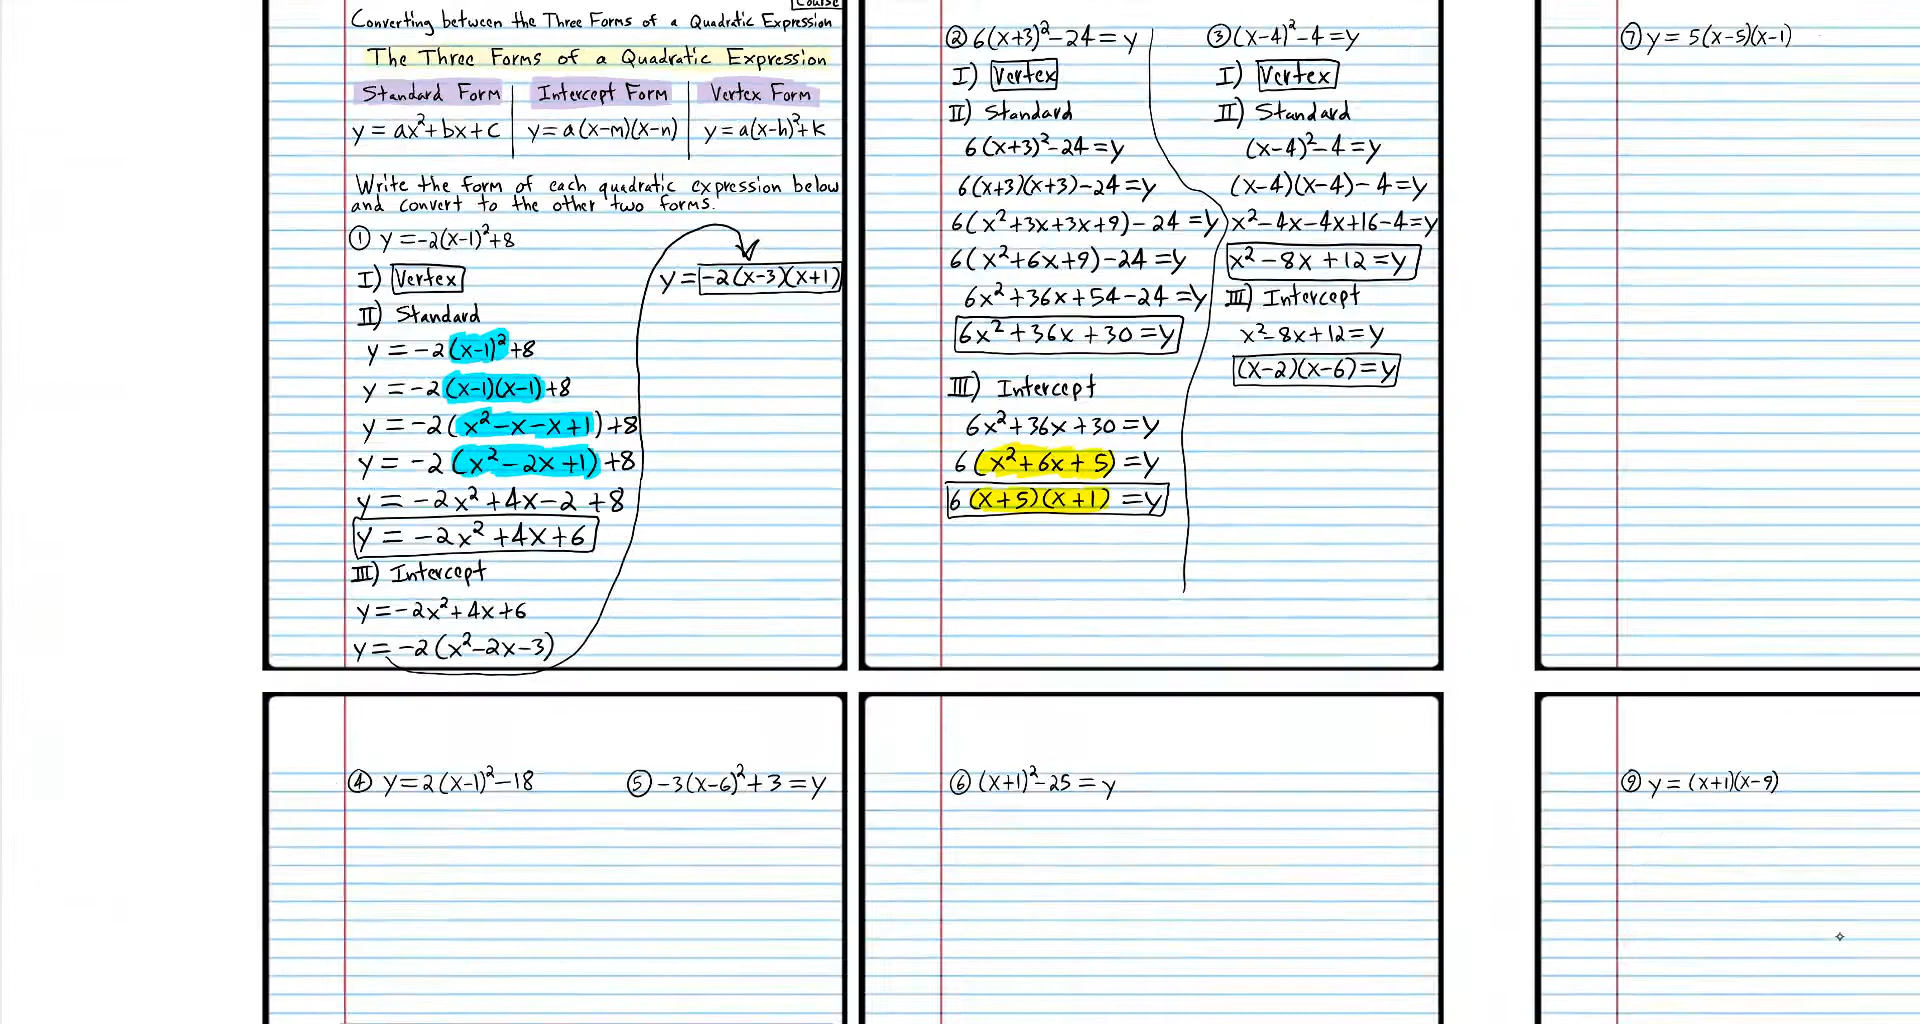 Course
Converting between the Three Forms of a Quadratic Expression
The Three Forms of a Quadratic Expression
Standard Form | Intercept Form | Vertex Form
y = ax²+bx+c | y = a(x-m)(x-n) | y = a(x-h)²+k
Write the form of each quadratic expression below
and convert to the other two forms.
① y = -2(x-1)²+8
I) Vertex
II) Standard
y = -2(x-1)²+8
y = -2(x-1)(x-1)+8
y = -2(x²-x-x+1)+8
y = -2(x²-2x+1)+8
y = -2x²+4x-2+8
y = -2x²+4x+6
III) Intercept
y = -2x²+4x+6
y = -2(x²-2x-3)
y = -2(x-3)(x+1)
② 6(x+3)²-24=y
I) Vertex
II) Standard
6(x+3)²-24=y
6(x+3)(x+3)-24=y
6(x²+3x+3x+9)-24=y
6(x²+6x+9)-24=y
6x²+36x+54-24=y
6x²+36x+30=y
III) Intercept
6x²+36x+30=y
6(x²+6x+5)=y
6(x+5)(x+1)=y
③ (x-4)²-4=y
I) Vertex
II) Standard
(x-4)²-4=y
(x-4)(x-4)-4=y
x²-4x-4x+16-4=y
x²-8x+12=y
III) Intercept
x²-8x+12=y
(x-2)(x-6)=y
⑦ y = 5(x-5)(x-1)
④ y=2(x-1)²-18
⑤ -3(x-6)²+3=y
⑥ (x+1)²-25=y
⑨ y = (x+1)(x-9)